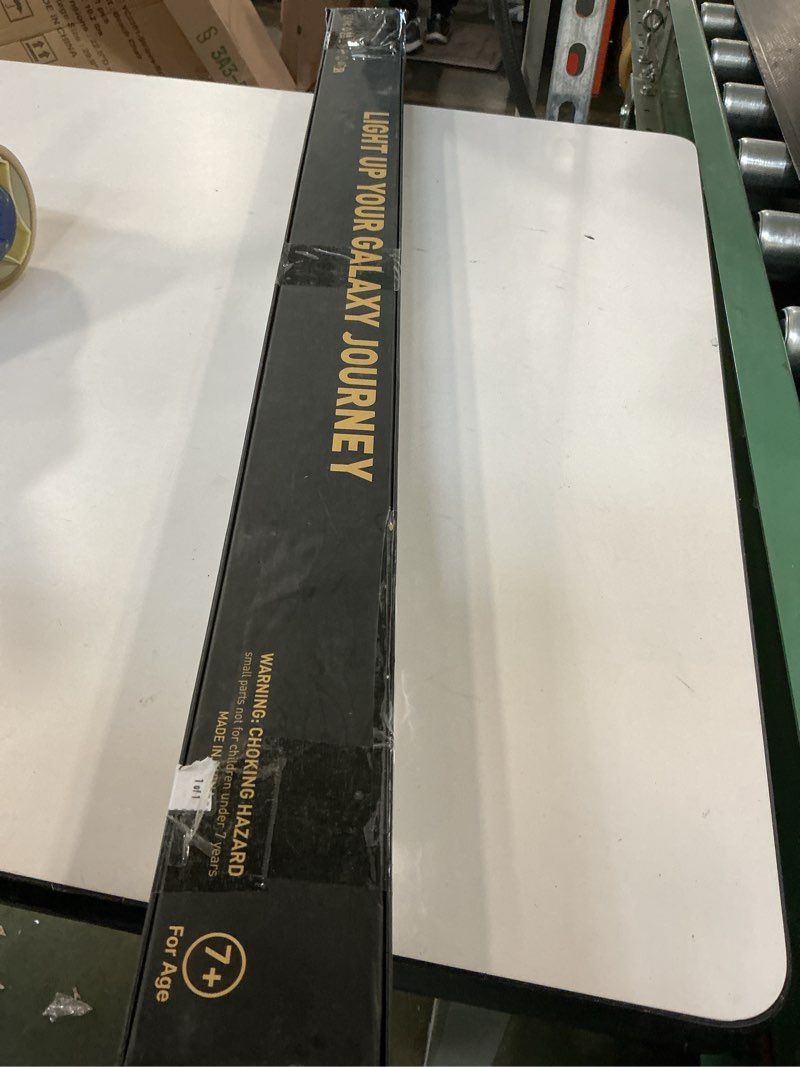 LIGHT UP YOUR GALAXY JOURNEY
WARNING: CHOKING HAZARD
small parts not for children under 7 years
MADE IN
1 of 1
7+
For Age